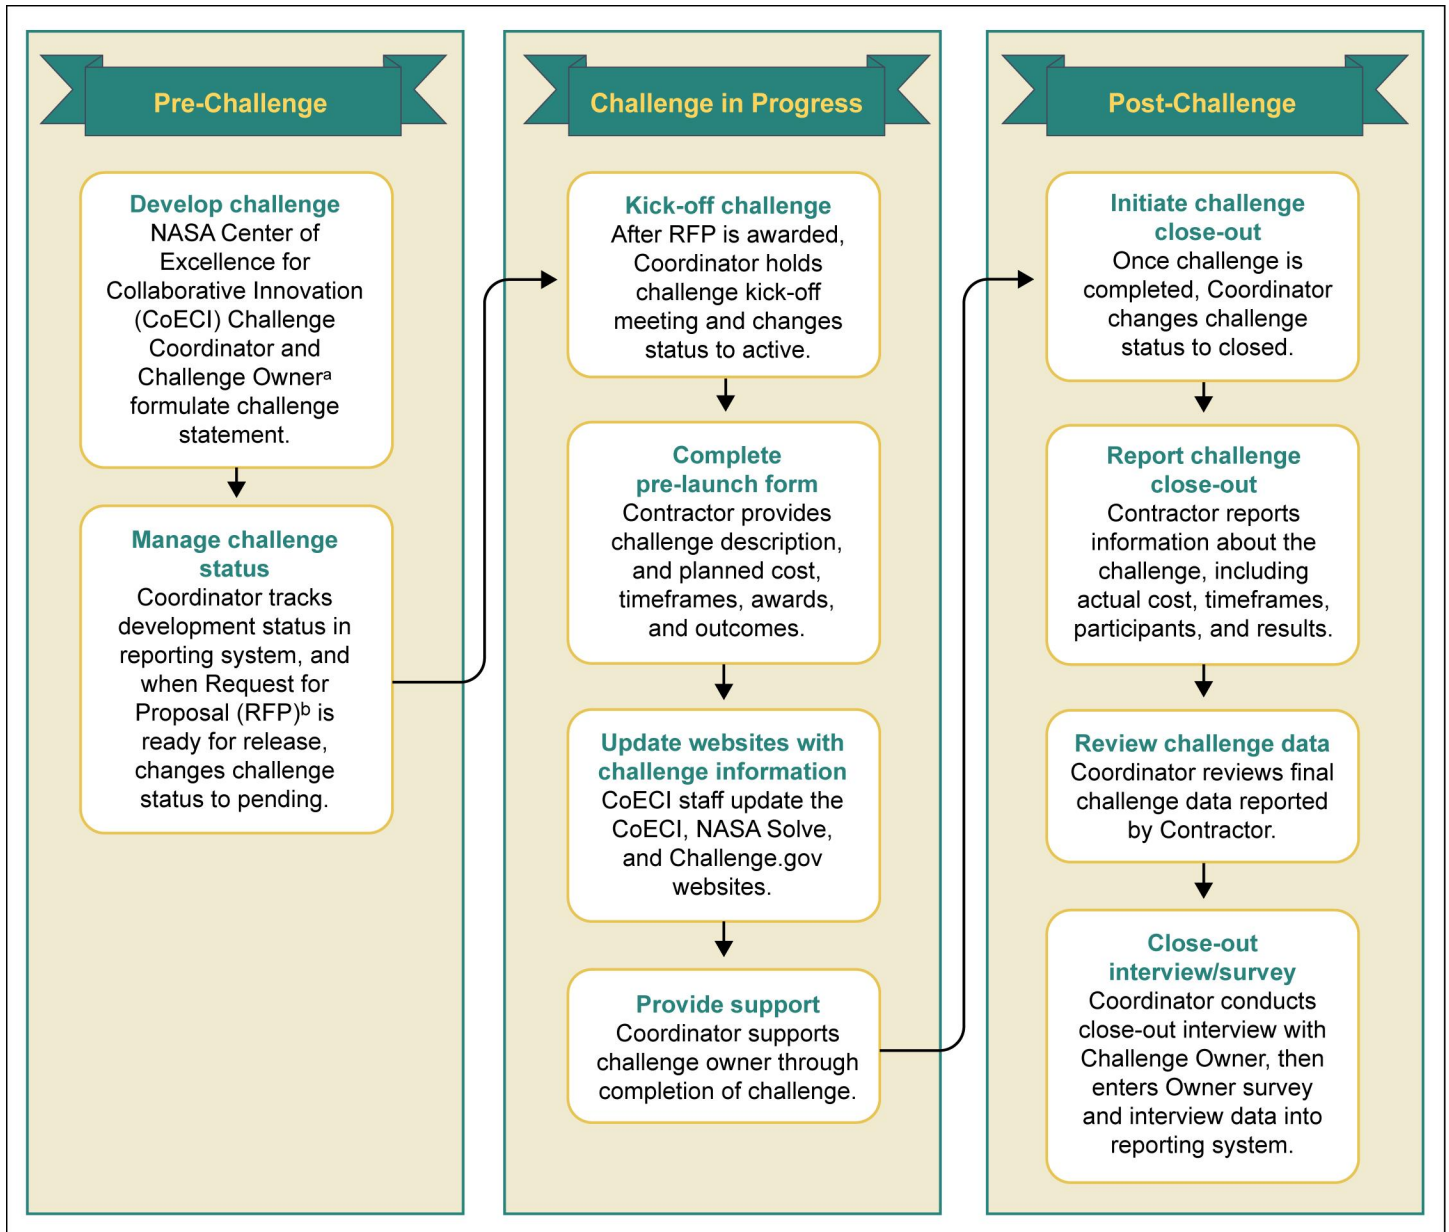 Pre-Challenge
Develop challenge
NASA Center of
Excellence for
Collaborative Innovation
(CoECI) Challenge
Coordinator and
Challenge Ownerᵃ
formulate challenge
statement.
Manage challenge
status
Coordinator tracks
development status in
reporting system, and
when Request for
Proposal (RFP)ᵇ is
ready for release,
changes challenge
status to pending.
Challenge in Progress
Kick-off challenge
After RFP is awarded,
Coordinator holds
challenge kick-off
meeting and changes
status to active.
Complete
pre-launch form
Contractor provides
challenge description,
and planned cost,
timeframes, awards,
and outcomes.
Update websites with
challenge information
CoECI staff update the
CoECI, NASA Solve,
and Challenge.gov
websites.
Provide support
Coordinator supports
challenge owner through
completion of challenge.
Post-Challenge
Initiate challenge
close-out
Once challenge is
completed, Coordinator
changes challenge
status to closed.
Report challenge
close-out
Contractor reports
information about the
challenge, including
actual cost, timeframes,
participants, and results.
Review challenge data
Coordinator reviews final
challenge data reported
by Contractor.
Close-out
interview/survey
Coordinator conducts
close-out interview with
Challenge Owner, then
enters Owner survey
and interview data into
reporting system.